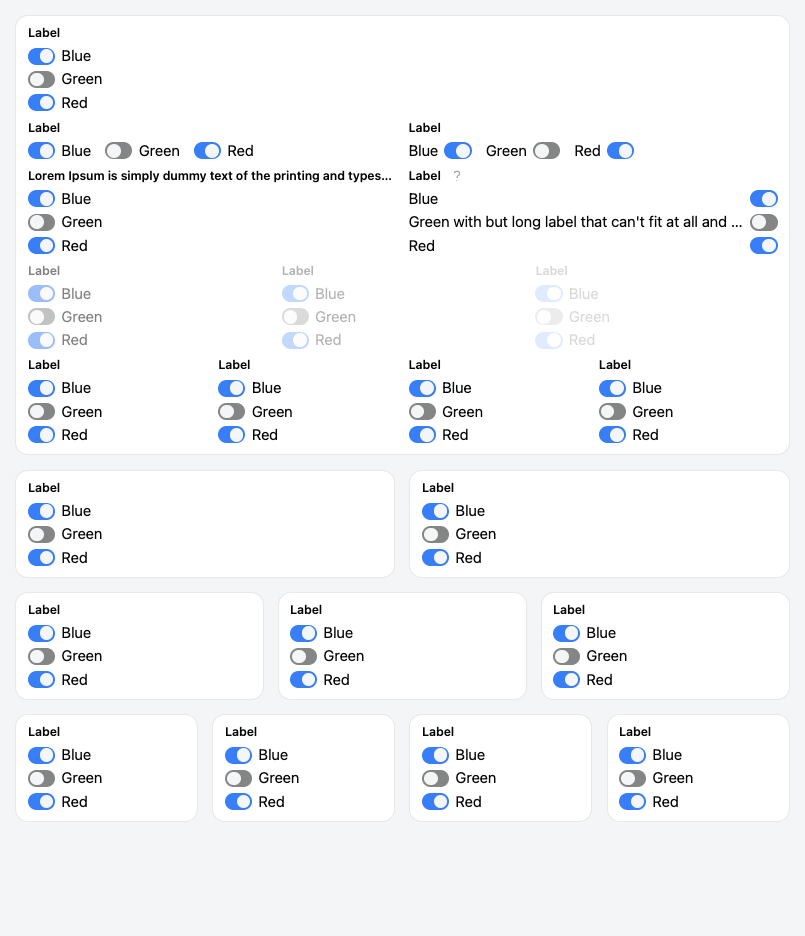 Label
Blue
Green
Red
Label
Blue Green Red
Label
Blue Green Red
Lorem Ipsum is simply dummy text of the printing and types...
Blue
Green
Red
Label ?
Blue
Green with but long label that can't fit at all and ...
Red
Label
Blue
Green
Red
Label
Blue
Green
Red
Label
Blue
Green
Red
Label
Blue
Green
Red
Label
Blue
Green
Red
Label
Blue
Green
Red
Label
Blue
Green
Red
Label
Blue
Green
Red
Label
Blue
Green
Red
Label
Blue
Green
Red
Label
Blue
Green
Red
Label
Blue
Green
Red
Label
Blue
Green
Red
Label
Blue
Green
Red
Label
Blue
Green
Red
Label
Blue
Green
Red